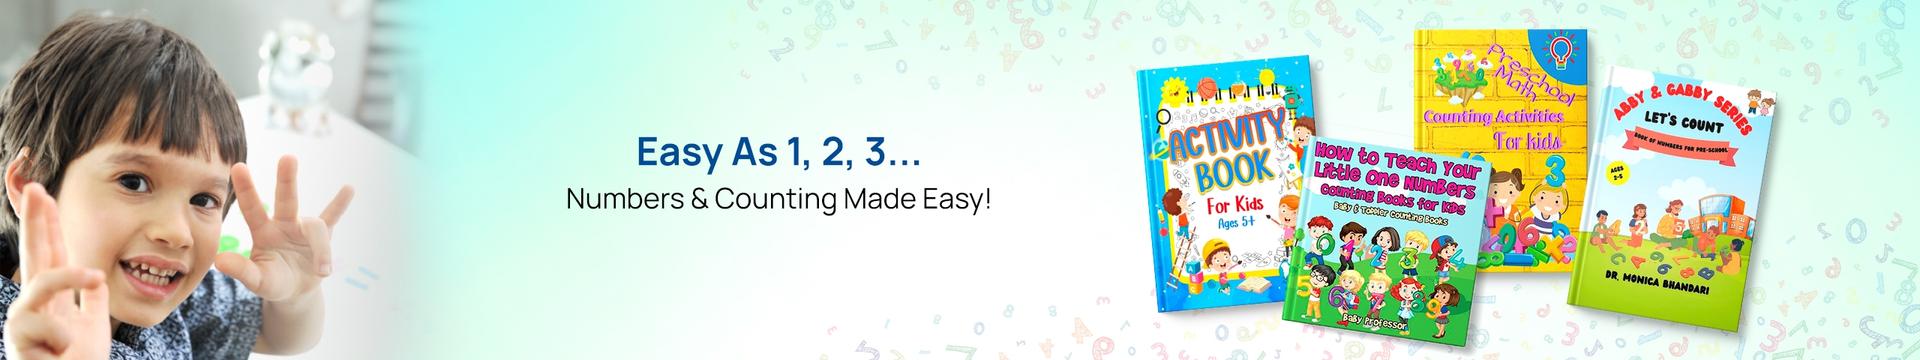 Easy As 1, 2, 3...
Numbers & Counting Made Easy!
ACTIVITY
BOOK
For Kids
Ages 5+
How to Teach Your
Little One Numbers
Counting Books for Kids
Baby & Toddler Counting Books
Baby Professor
Preschool
Math
Counting Activities
For kids
ABBY & GABBY SERIES
LET'S COUNT
BOOK OF NUMBERS FOR PRE-SCHOOL
AGES
2-5
DR. MONICA BHANDARI